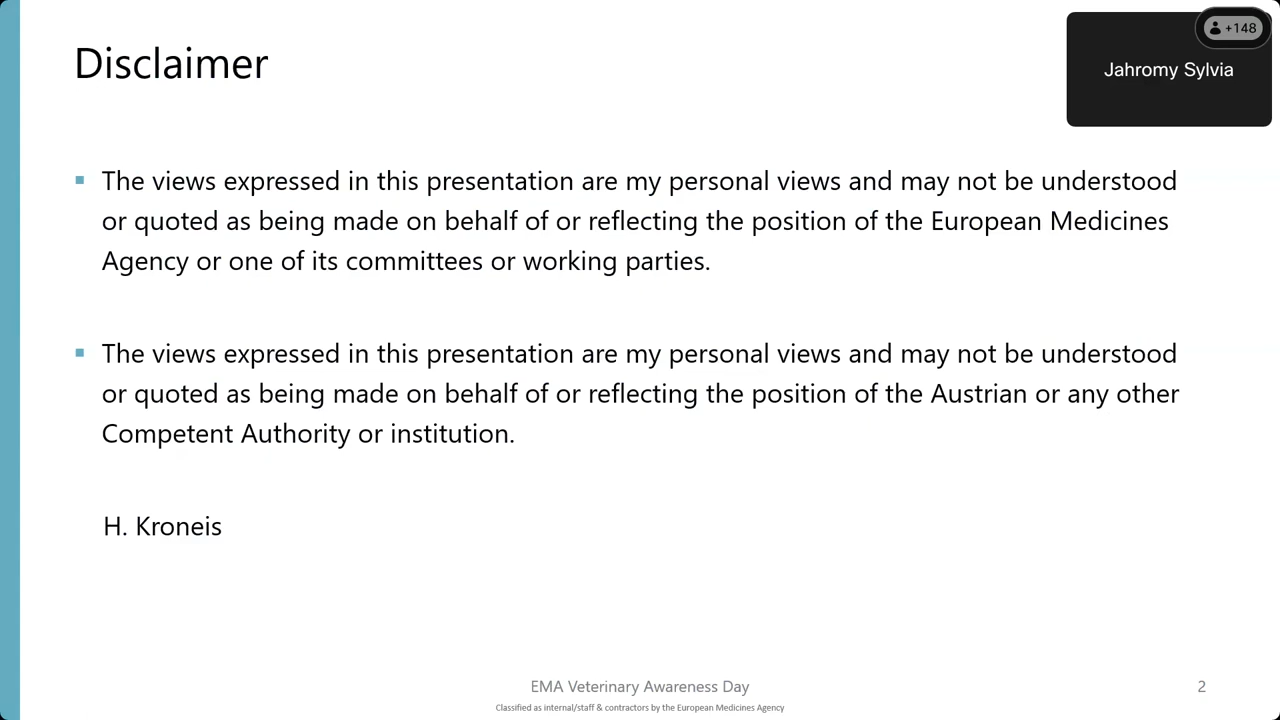 Disclaimer
+148
Jahromy Sylvia
The views expressed in this presentation are my personal views and may not be understood
or quoted as being made on behalf of or reflecting the position of the European Medicines
Agency or one of its committees or working parties.
The views expressed in this presentation are my personal views and may not be understood
or quoted as being made on behalf of or reflecting the position of the Austrian or any other
Competent Authority or institution.
H. Kroneis
EMA Veterinary Awareness Day
2
Classified as internal/staff & contractors by the European Medicines Agency